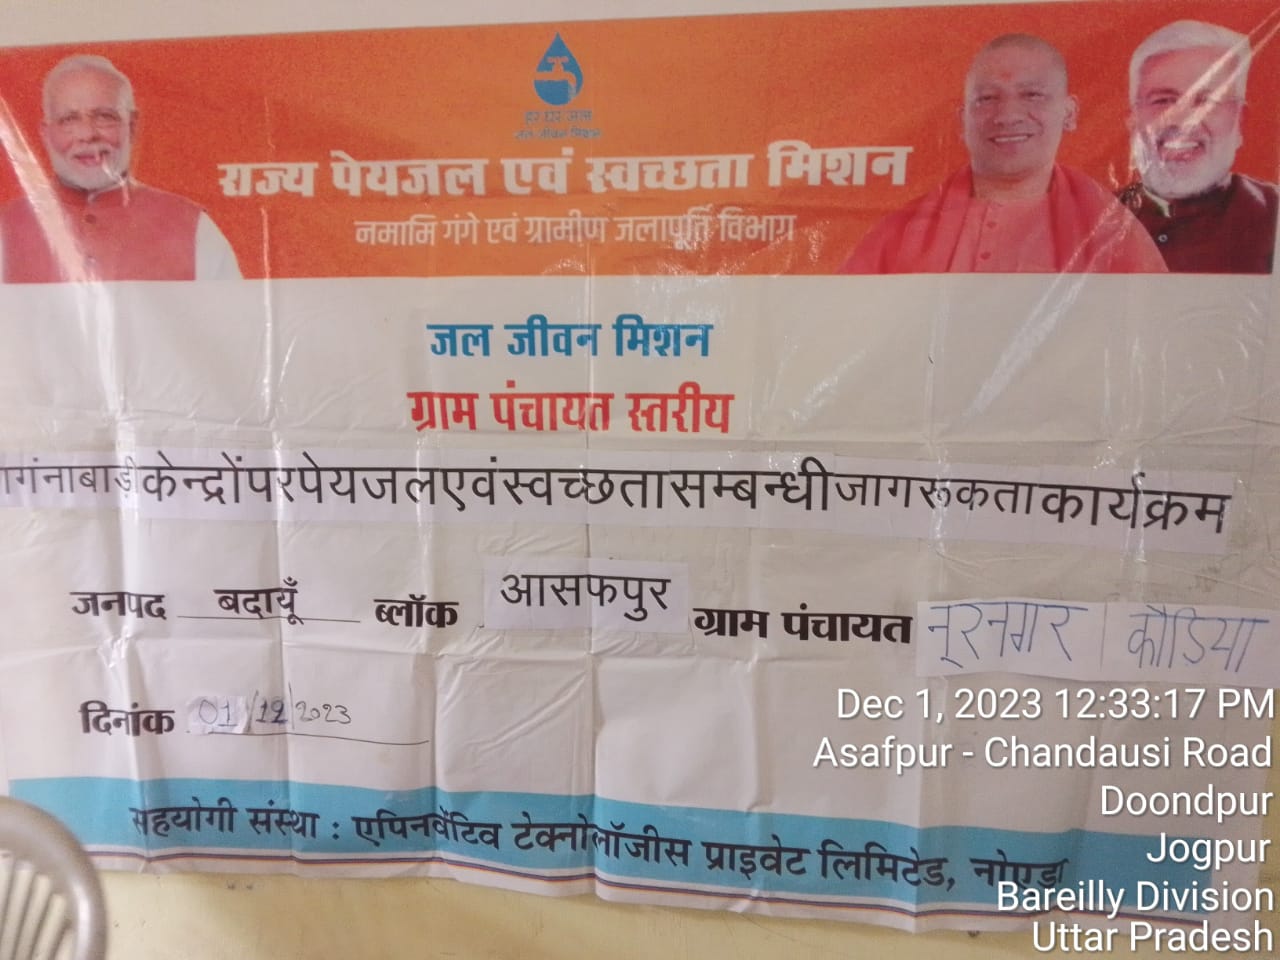 हर घर जल
जल जीवन मिशन
राज्य पेयजल एवं स्वच्छता मिशन
नमामि गंगे एवं ग्रामीण जलापूर्ति विभाग
जल जीवन मिशन
ग्राम पंचायत स्तरीय
ागंनाबाड़ीकेन्द्रोंपरपेयजलएवंस्वच्छतासम्बन्धीजागरूकताकार्यक्रम
जनपद बदायूँ ब्लॉक आसफपुर ग्राम पंचायत नूरनगर कौडिया
दिनांक 01/12/2023
सहयोगी संस्था : एपिनवेंटिव टेक्नोलॉजीस प्राइवेट लिमिटेड, नोएडा
Dec 1, 2023 12:33:17 PM
Asafpur - Chandausi Road
Doondpur
Jogpur
Bareilly Division
Uttar Pradesh